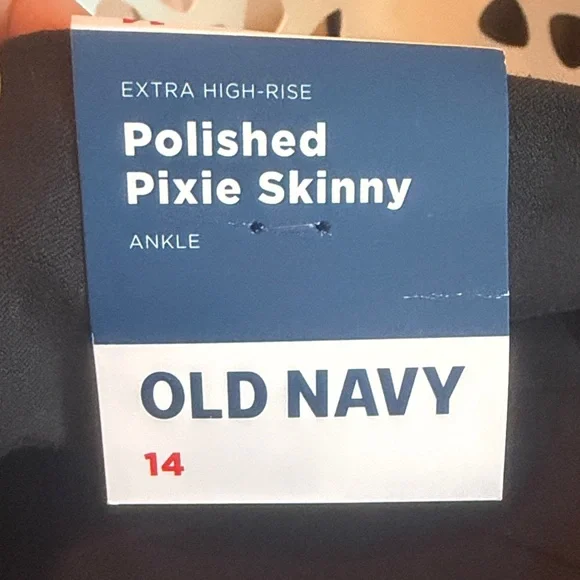 EXTRA HIGH-RISE
Polished
Pixie Skinny
ANKLE
OLD NAVY
14